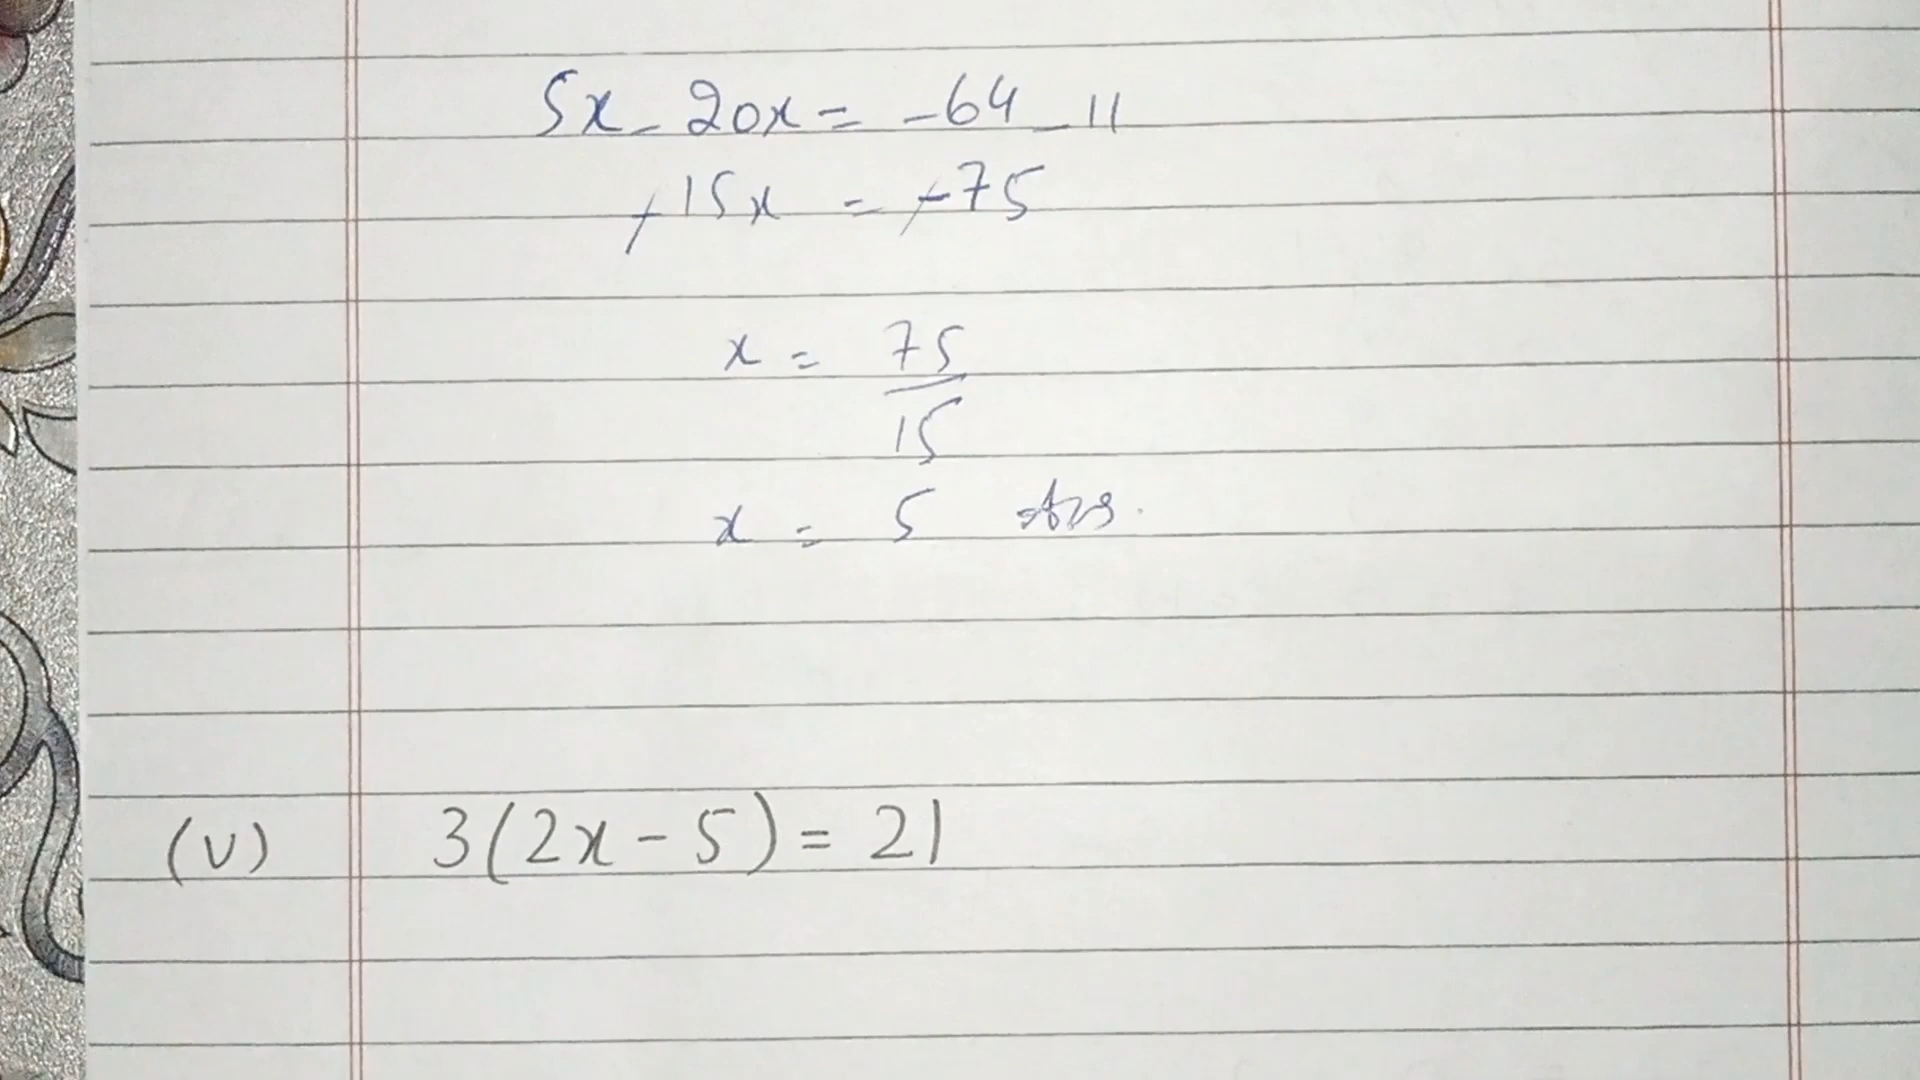 5x - 20x = -64 - 11
-15x = -75
x = 75
15
x = 5 Ans.
(v) 3(2x - 5) = 21